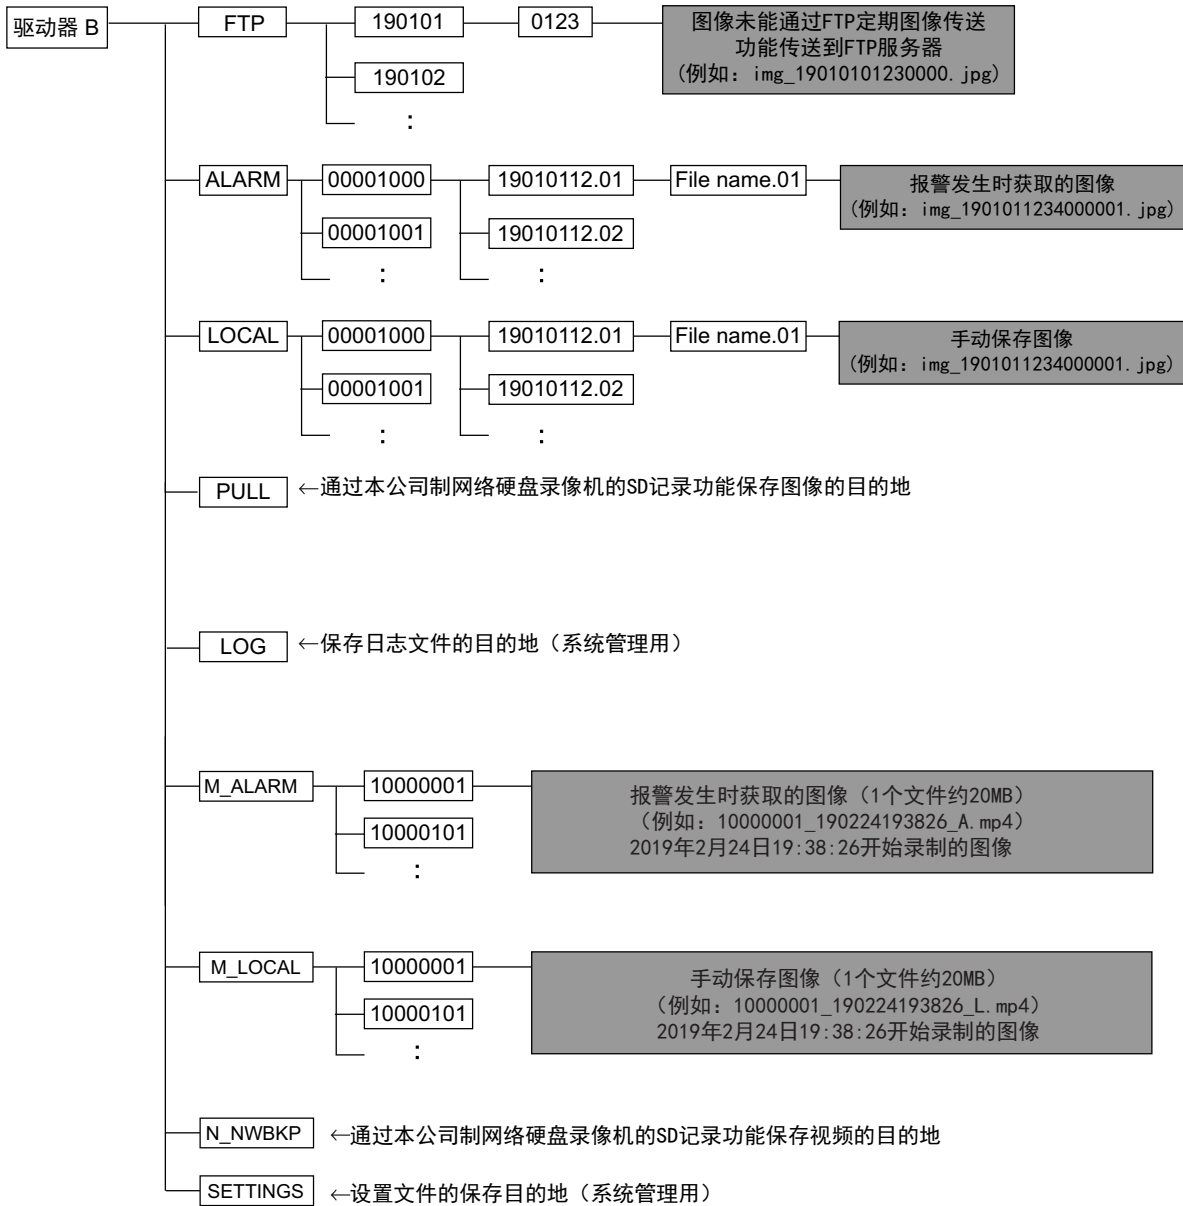 驱动器 B
FTP
190101
0123
图像未能通过FTP定期图像传送
功能传送到FTP服务器
(例如: img_19010101230000.jpg)
190102
:
ALARM
00001000
19010112.01
File name.01
报警发生时获取的图像
(例如: img_1901011234000001.jpg)
00001001
19010112.02
:
:
LOCAL
00001000
19010112.01
File name.01
手动保存图像
(例如: img_1901011234000001.jpg)
00001001
19010112.02
:
:
PULL
←通过本公司制网络硬盘录像机的SD记录功能保存图像的目的地
LOG
←保存日志文件的目的地（系统管理用）
M_ALARM
10000001
报警发生时获取的图像（1个文件约20MB）
（例如：10000001_190224193826_A.mp4）
2019年2月24日19:38:26开始录制的图像
10000101
:
M_LOCAL
10000001
手动保存图像（1个文件约20MB）
（例如：10000001_190224193826_L.mp4）
2019年2月24日19:38:26开始录制的图像
10000101
:
N_NWBKP
←通过本公司制网络硬盘录像机的SD记录功能保存视频的目的地
SETTINGS
←设置文件的保存目的地（系统管理用）